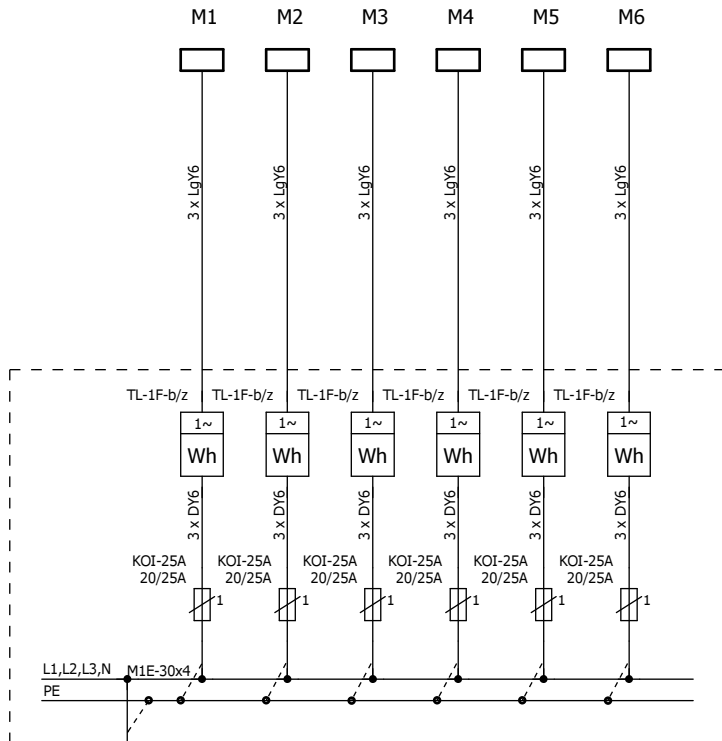 M1 M2 M3 M4 M5 M6
3 x LgY6 3 x LgY6 3 x LgY6 3 x LgY6 3 x LgY6 3 x LgY6
TL-1F-b/z TL-1F-b/z TL-1F-b/z TL-1F-b/z TL-1F-b/z TL-1F-b/z
1~ 1~ 1~ 1~ 1~ 1~
Wh Wh Wh Wh Wh Wh
3 x DY6 3 x DY6 3 x DY6 3 x DY6 3 x DY6 3 x DY6
KOI-25A KOI-25A KOI-25A KOI-25A KOI-25A KOI-25A
20/25A 20/25A 20/25A 20/25A 20/25A 20/25A
1 1 1 1 1 1
L1,L2,L3,N M1E-30x4
PE